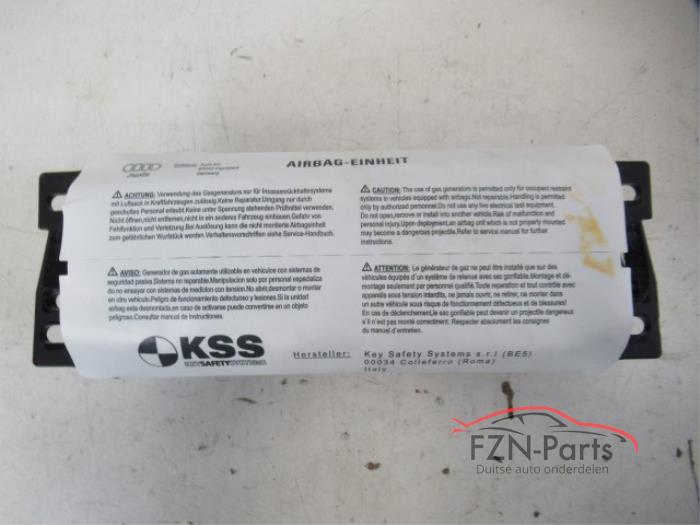 AIRBAG-EINHEIT
Audi
Audi AG
Germany
ACHTUNG: Verwendung des Gasgenerators nur für Insassenrückhaltesysteme
mit Luftsack in Kraftfahrzeugen zulässig.Keine Reparatur.Umgang nur durch
geschultes Personal erlaubt.Keine unter Spannung stehenden Prüfmittel verwenden.
Nicht öffnen,nicht entfernen,nicht in ein anderes Fahrzeug einbauen.Gefahr von
Fehlfunktion und Verletzung.Bei Auslösung kann die nicht montierte Airbageinheit
zum gefährlichen Wurfstück werden.Verhaltensvorschriften siehe Service-Handbuch.
CAUTION: The use of gas generators is permitted only for occupant restraint
systems in vehicles equipped with airbags.Not reparable.Handling is permitted
only by authorized personnel.Do not use any live electrical test equipment.
Do not open,remove or install into another vehicle.Risk of malfunction and
personal injury.Upon deployment,an airbag unit which is not properly mounted
may become a dangerous projectile.Refer to service manual for further
instructions.
AVISO: Generador de gas solamente utilizable en vehículos con sistemas de
seguridad pasiva.Sistema no reparable.Manipulacion solo por personal especializa
do.no ensayar con sistemas de medicion con tension.No abrir,desmontar o montar
en otro vehículo.Peligro de funcionamiento defectuoso y lesiones.Si la unidad
airbag esta desmontada,en caso de activarse puede convertirse en un objeto
peligroso.Consultar manual de instrucciones.
ATTENTION: Le générateur de gaz ne peut être installé que sur des
véhicules équipés d'un système de retenue avec sac gonflable.Montage et dé-
montage seulement par personnel qualifié.Toute réparation et tout contrôle avec
appareils sous tension interdits, ne jamais ouvrir, ne retirer, ne monter dans
un autre véhicule sous risque de fonctionnement défectueux et de blessures!
En cas de déclenchement,le sac gonflable peut devenir un projectile dangereux
s'il n'est pas monté correctement. Respecter absolument les consignes
du manuel d'entretien.
KSS
KEYSAFETYSYSTEMS
Hersteller:
Key Safety Systems s.r.l (BE5)
00034 Colleferro (Roma)
Italy
FZN-Parts
Duitse auto onderdelen